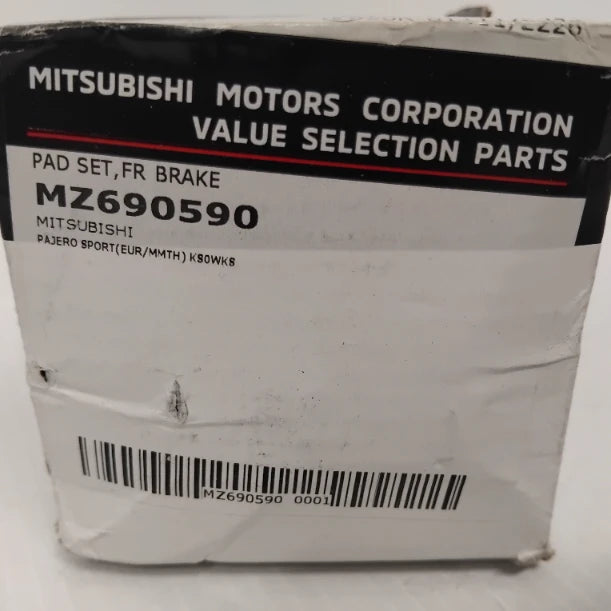 MITSUBISHI MOTORS CORPORATION
VALUE SELECTION PARTS
PAD SET,FR BRAKE
MZ690590
MITSUBISHI
PAJERO SPORT(EUR/MMTH) KS0WKS
MZ690590 0001